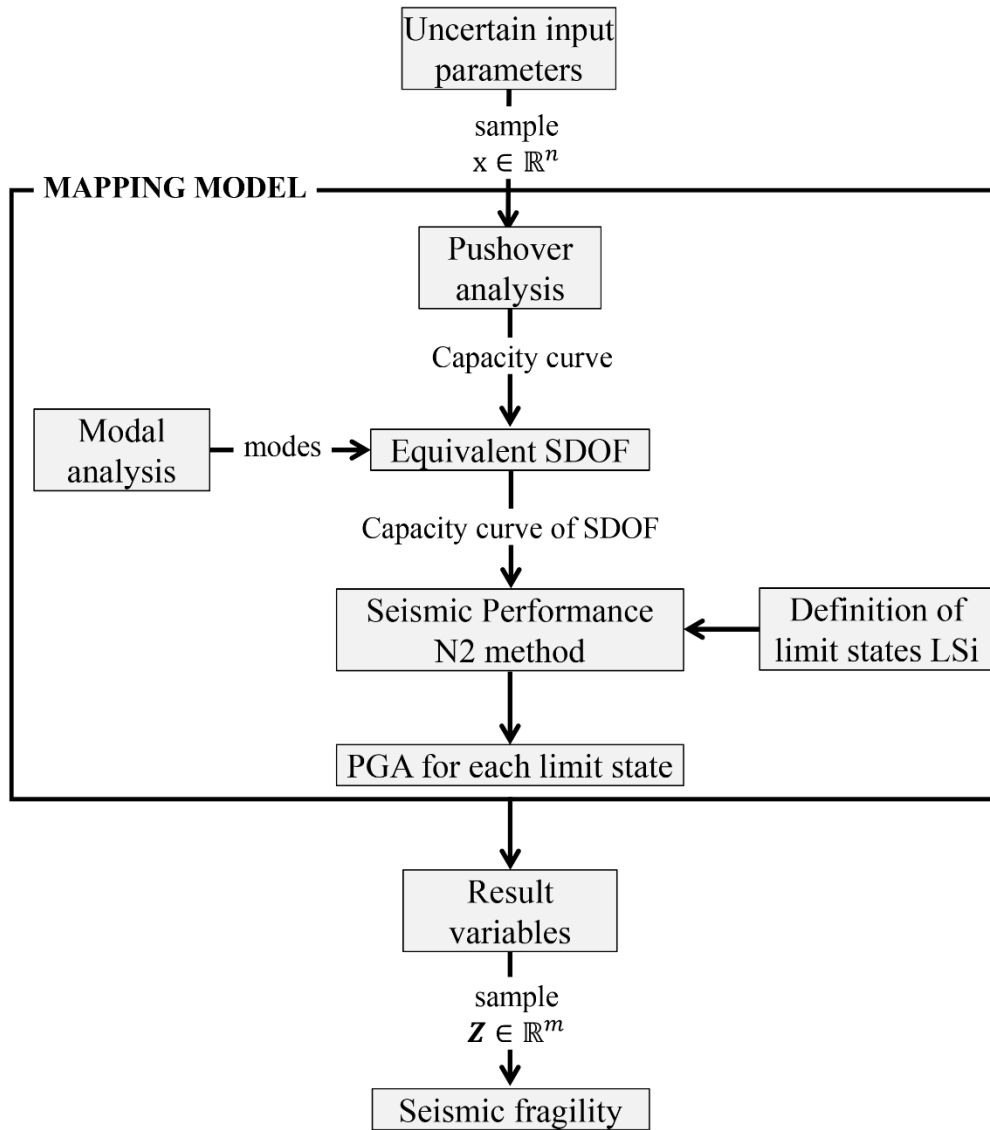 Uncertain input
parameters
sample
x ∈ ℝⁿ
MAPPING MODEL
Pushover
analysis
Capacity curve
Modal
analysis
modes
Equivalent SDOF
Capacity curve of SDOF
Seismic Performance
N2 method
Definition of
limit states LSi
PGA for each limit state
Result
variables
sample
Z ∈ ℝᵐ
Seismic fragility